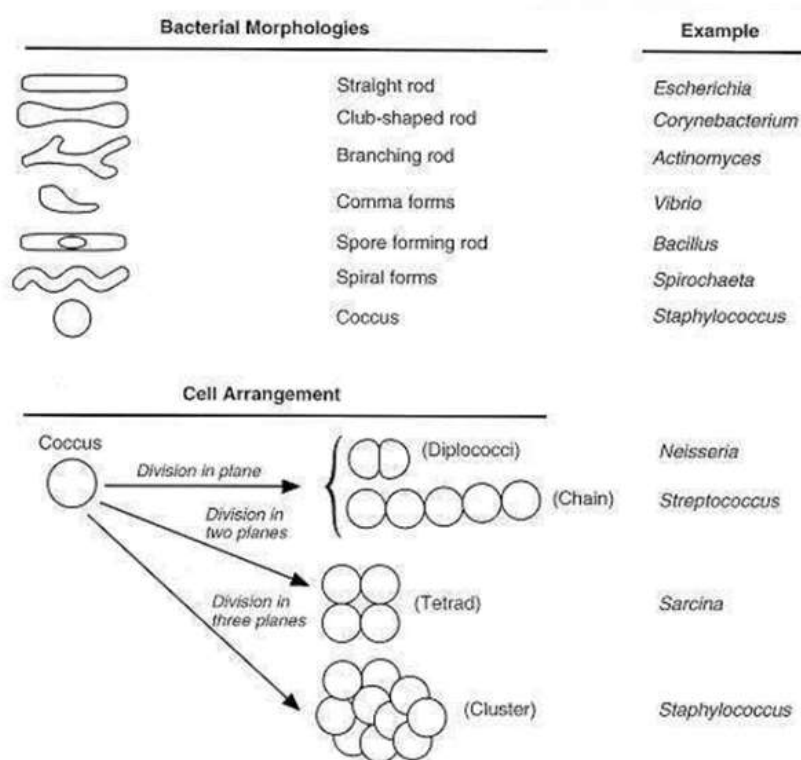 Bacterial Morphologies Example
Straight rod Escherichia
Club-shaped rod Corynebacterium
Branching rod Actinomyces
Comma forms Vibrio
Spore forming rod Bacillus
Spiral forms Spirochaeta
Coccus Staphylococcus
Cell Arrangement
Coccus
Division in plane
(Diplococci) Neisseria
(Chain) Streptococcus
Division in
two planes
(Tetrad) Sarcina
Division in
three planes
(Cluster) Staphylococcus